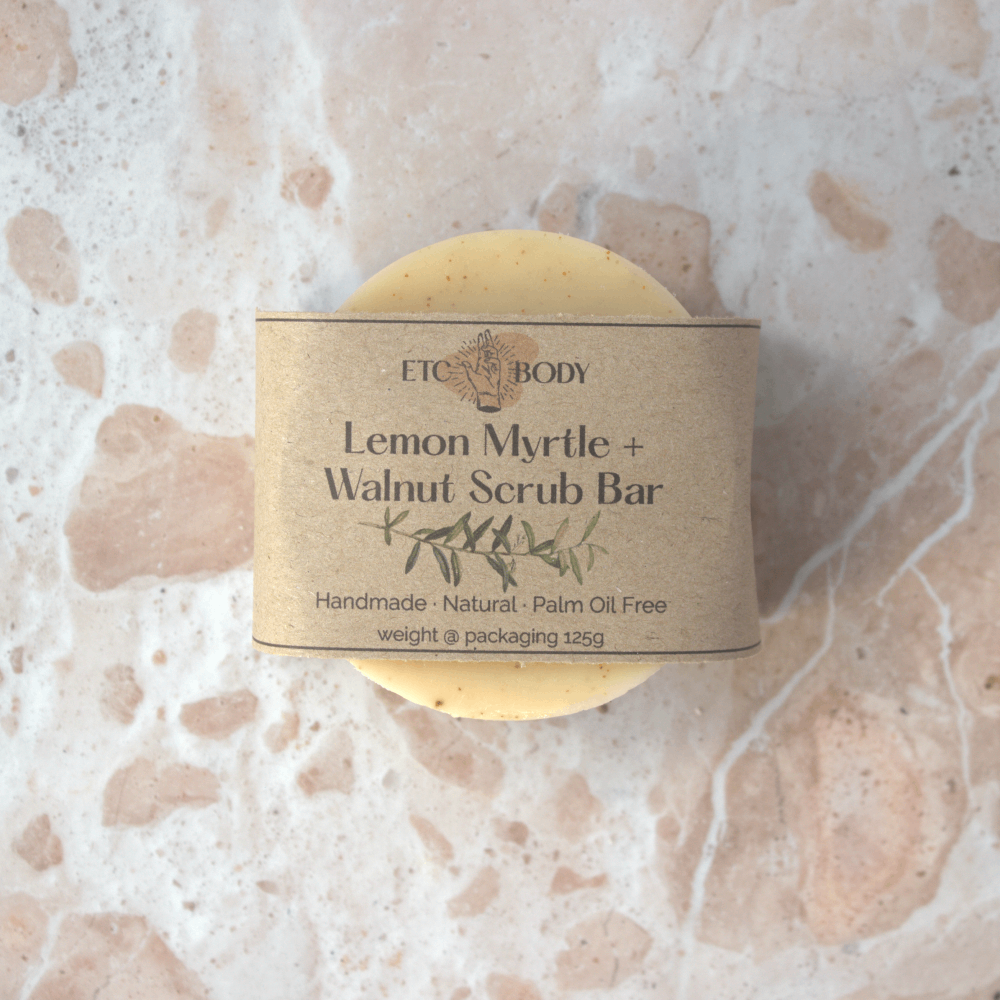 ETC BODY
Lemon Myrtle +
Walnut Scrub Bar
Handmade · Natural · Palm Oil Free
weight @ packaging 125g